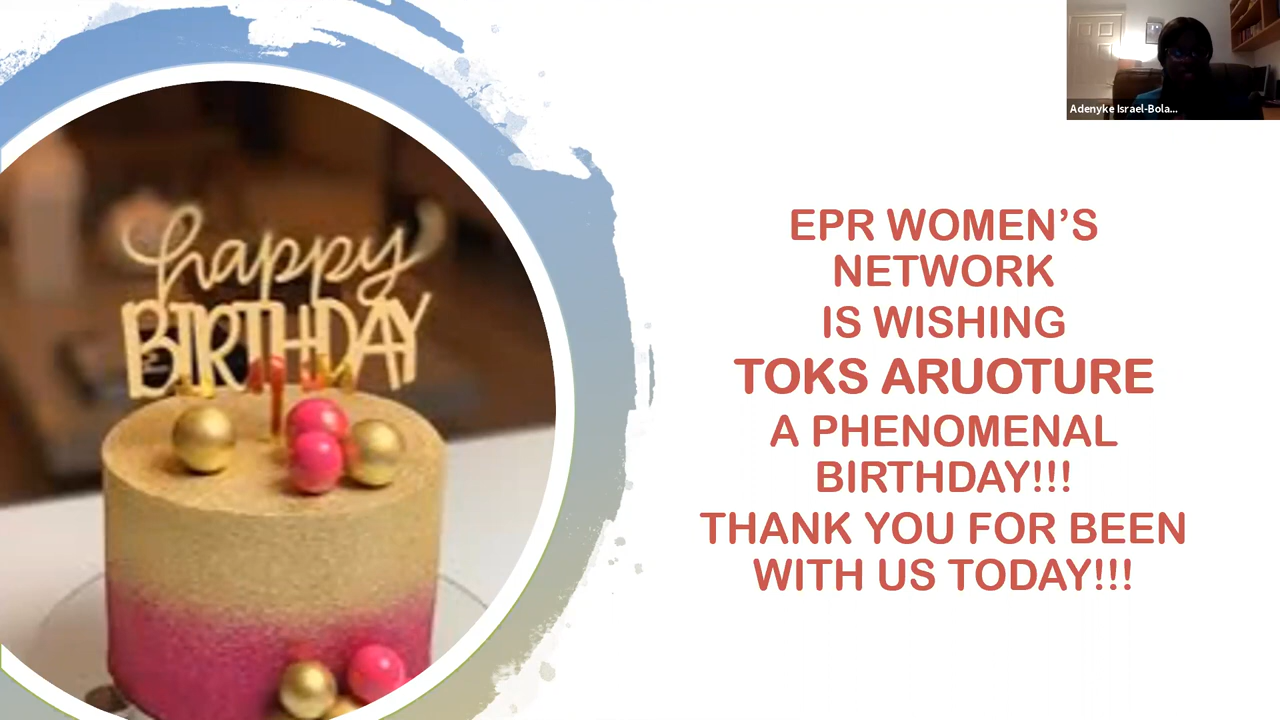 Adenyke Israel-Bola...
happy
BIRTHDAY
EPR WOMEN'S
NETWORK
IS WISHING
TOKS ARUOTURE
A PHENOMENAL
BIRTHDAY!!!
THANK YOU FOR BEEN
WITH US TODAY!!!